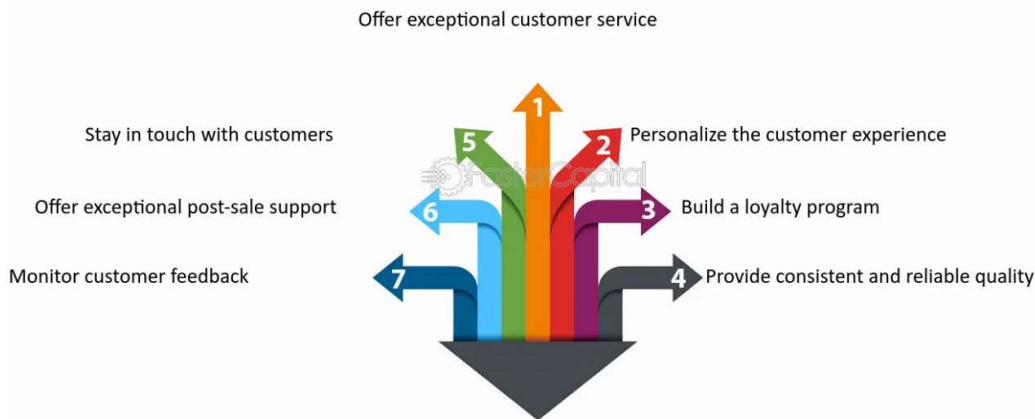 Offer exceptional customer service
1
Stay in touch with customers
5
2
Personalize the customer experience
FasterCapital
Offer exceptional post-sale support
6
3
Build a loyalty program
Monitor customer feedback
7
4
Provide consistent and reliable quality